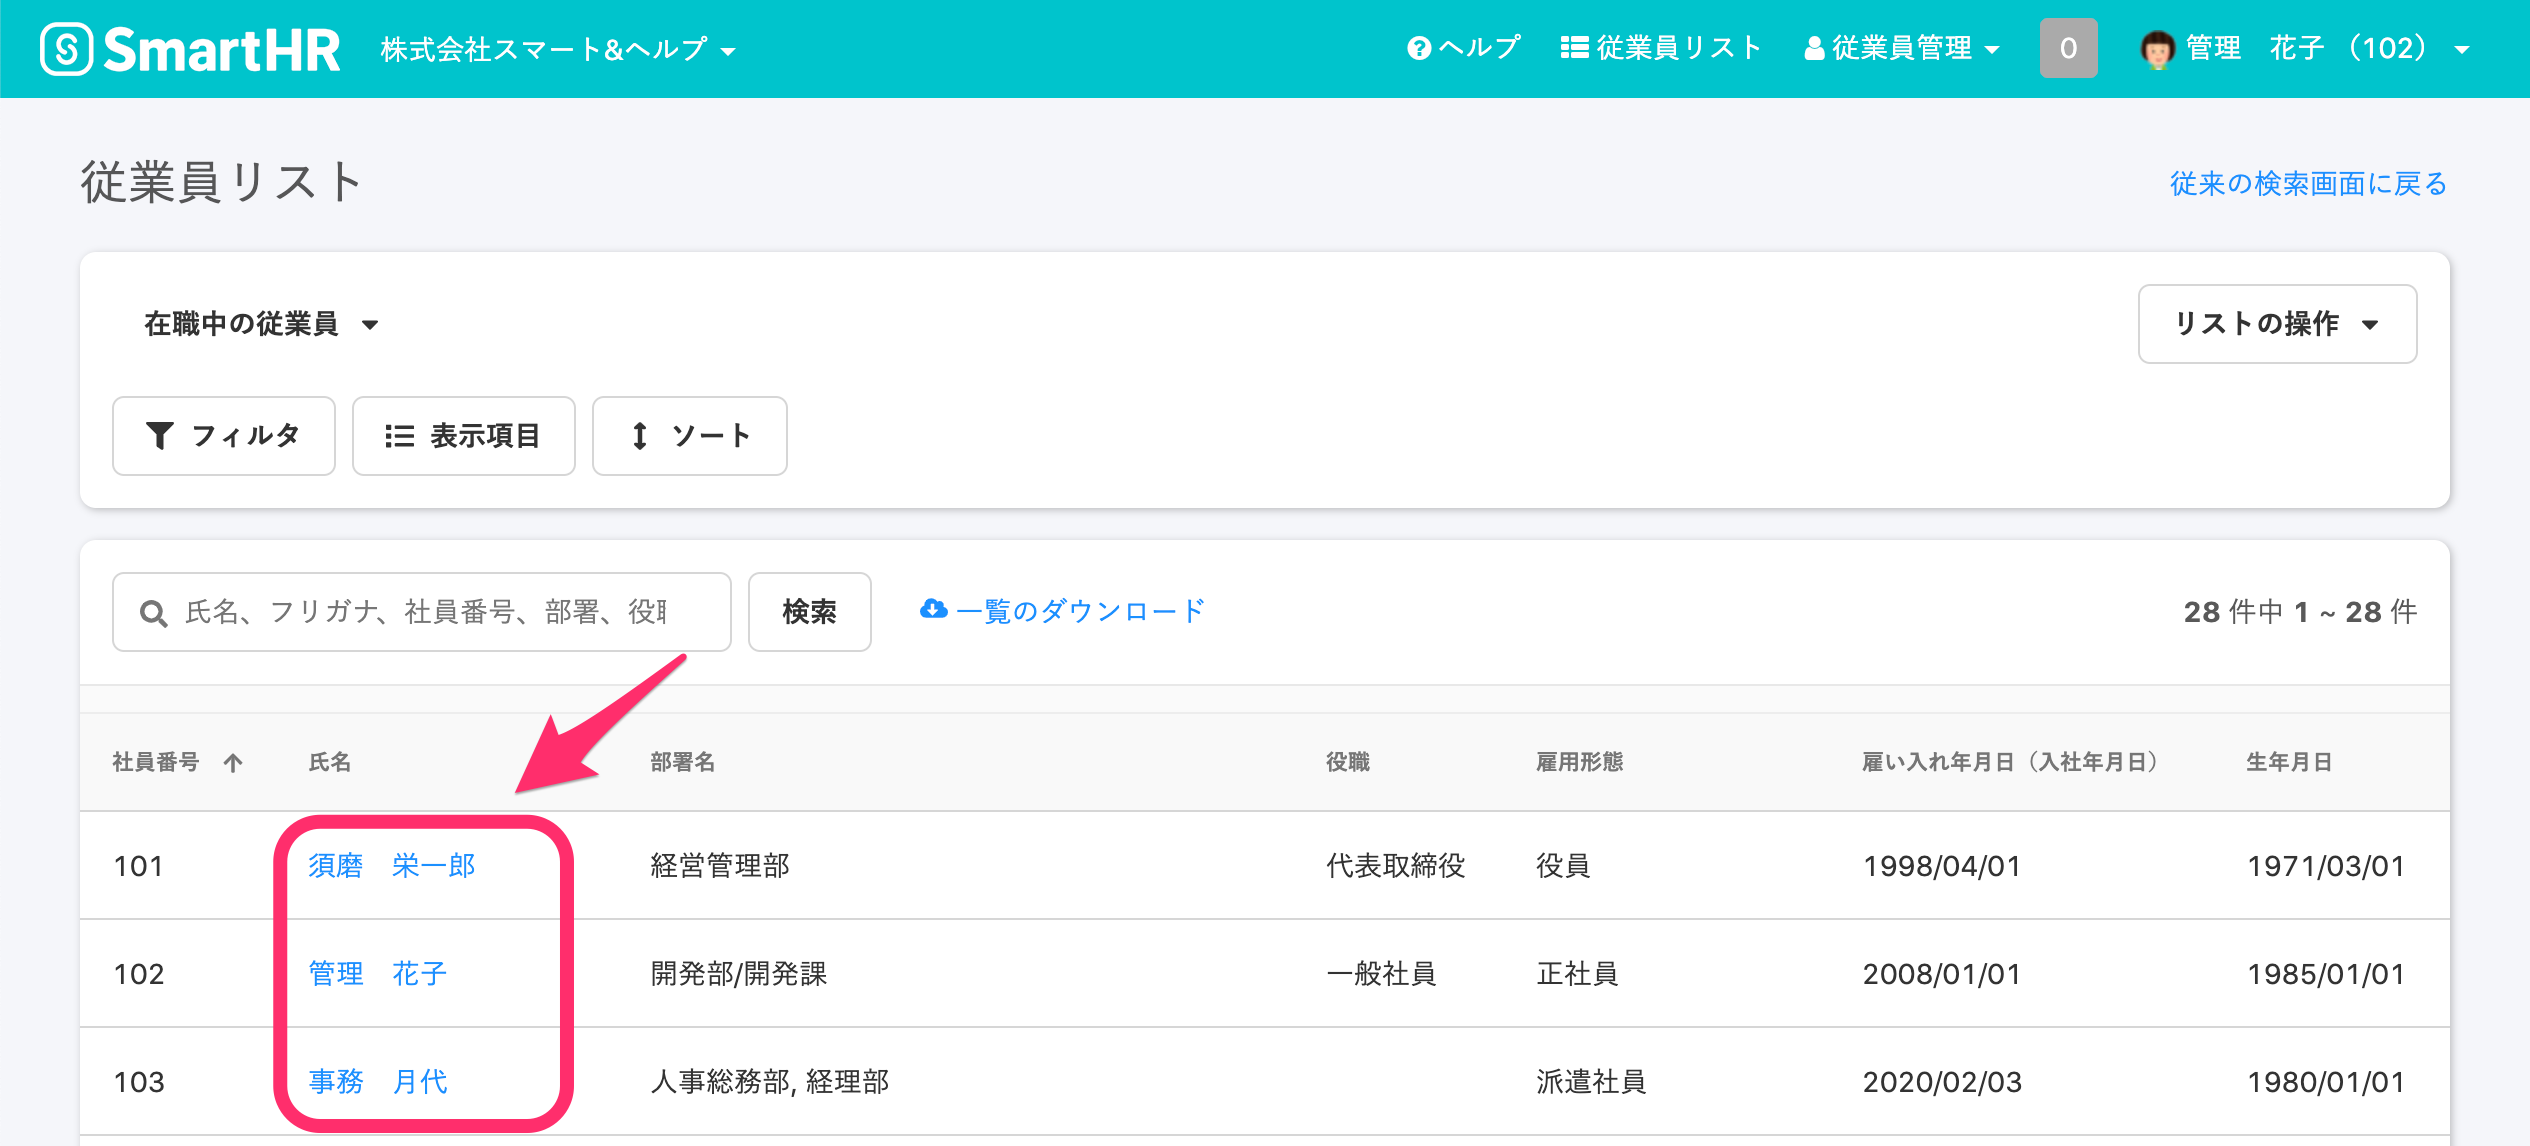 SmartHR 株式会社スマート&ヘルプ ヘルプ 従業員リスト 従業員管理 0 管理　花子 （102）
従業員リスト 従来の検索画面に戻る
在職中の従業員 リストの操作
フィルタ 表示項目 ソート
氏名、フリガナ、社員番号、部署、役 検索 一覧のダウンロード 28 件中 1 ~ 28 件
社員番号 氏名 部署名 役職 雇用形態 雇い入れ年月日（入社年月日） 生年月日
101 須磨　栄一郎 経営管理部 代表取締役 役員 1998/04/01 1971/03/01
102 管理　花子 開発部/開発課 一般社員 正社員 2008/01/01 1985/01/01
103 事務　月代 人事総務部, 経理部 派遣社員 2020/02/03 1980/01/01